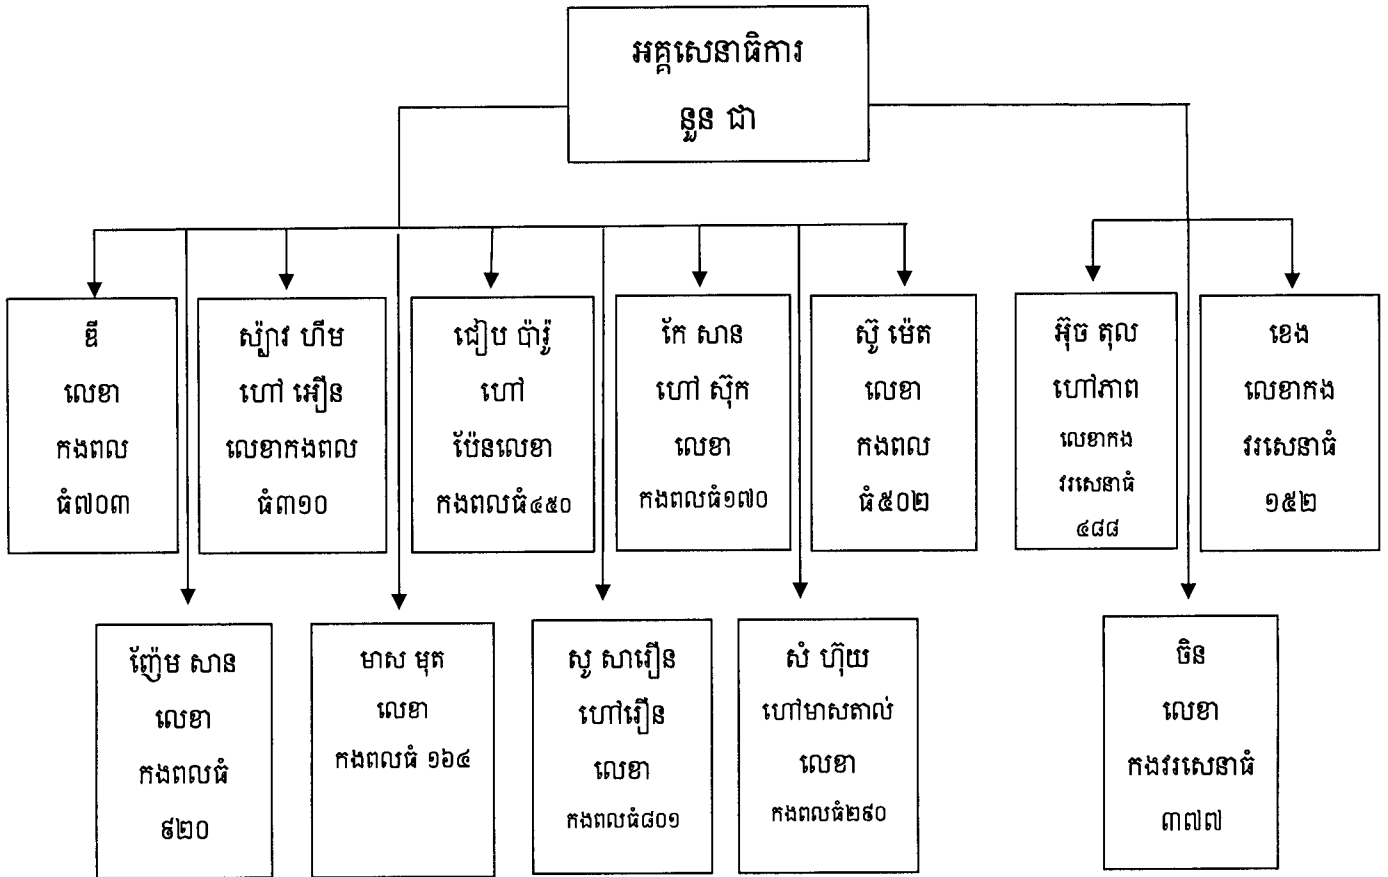 អគ្គសេនាធិការ
នួន ជា
ឌី
លេខា
កងពល
ធំ៧០៣
ស្ប៉ាវ ហឹម
ហៅ អឿន
លេខាកងពល
ធំ៣១០
ជៀប ប៉ារ៉ូ
ហៅ
ប៉ែនលេខា
កងពលធំ៤៥០
កែ សាន
ហៅ ស៊ុក
លេខា
កងពលធំ១៧០
ស៊ូ ម៉េត
លេខា
កងពល
ធំ៥០២
អ៊ុច តុល
ហៅភាព
លេខាកង
វរសេនាធំ
៤៨៨
ខេង
លេខាកង
វរសេនាធំ
១៥២
ញ៉ែម សាន
លេខា
កងពលធំ
៩២០
មាស មុត
លេខា
កងពលធំ ១៦៤
សូ សារឿន
ហៅរឿន
លេខា
កងពលធំ៨០១
សំ ហ៊ុយ
ហៅមាសតាល់
លេខា
កងពលធំ២៩០
ចិន
លេខា
កងវរសេនាធំ
៣៧៧